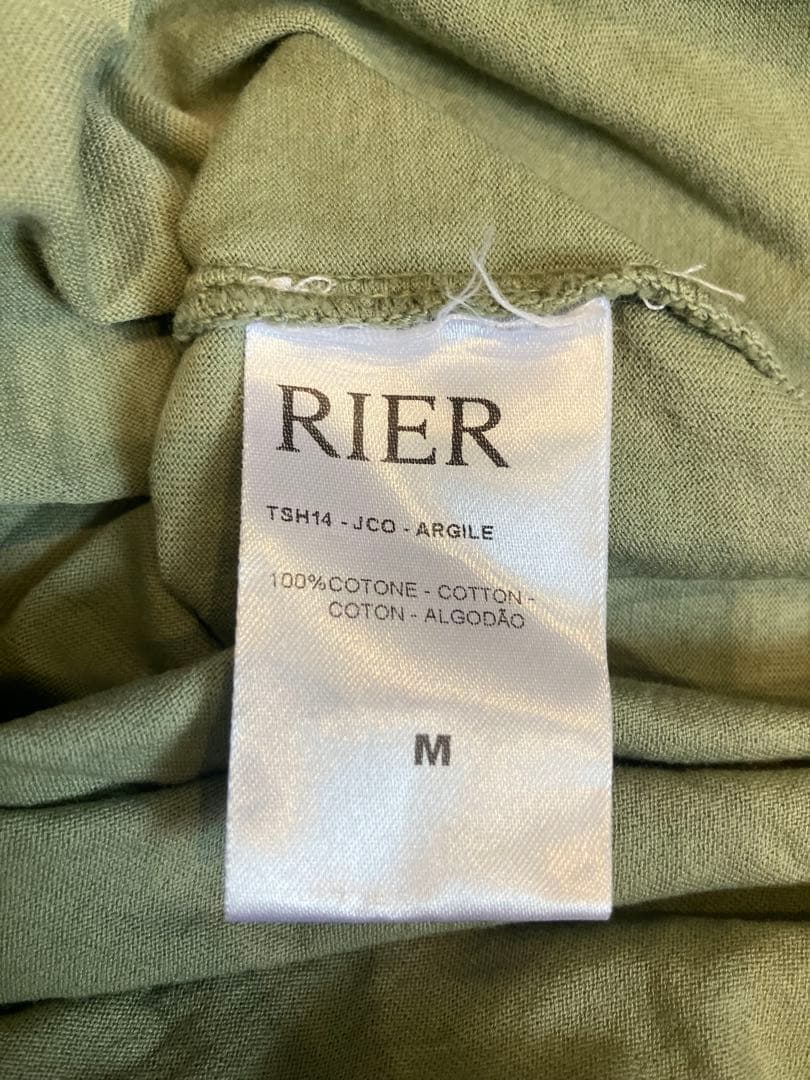 RIER
TSH14 - JCO - ARGILE
100%COTONE - COTTON -
COTON - ALGODÃO
M